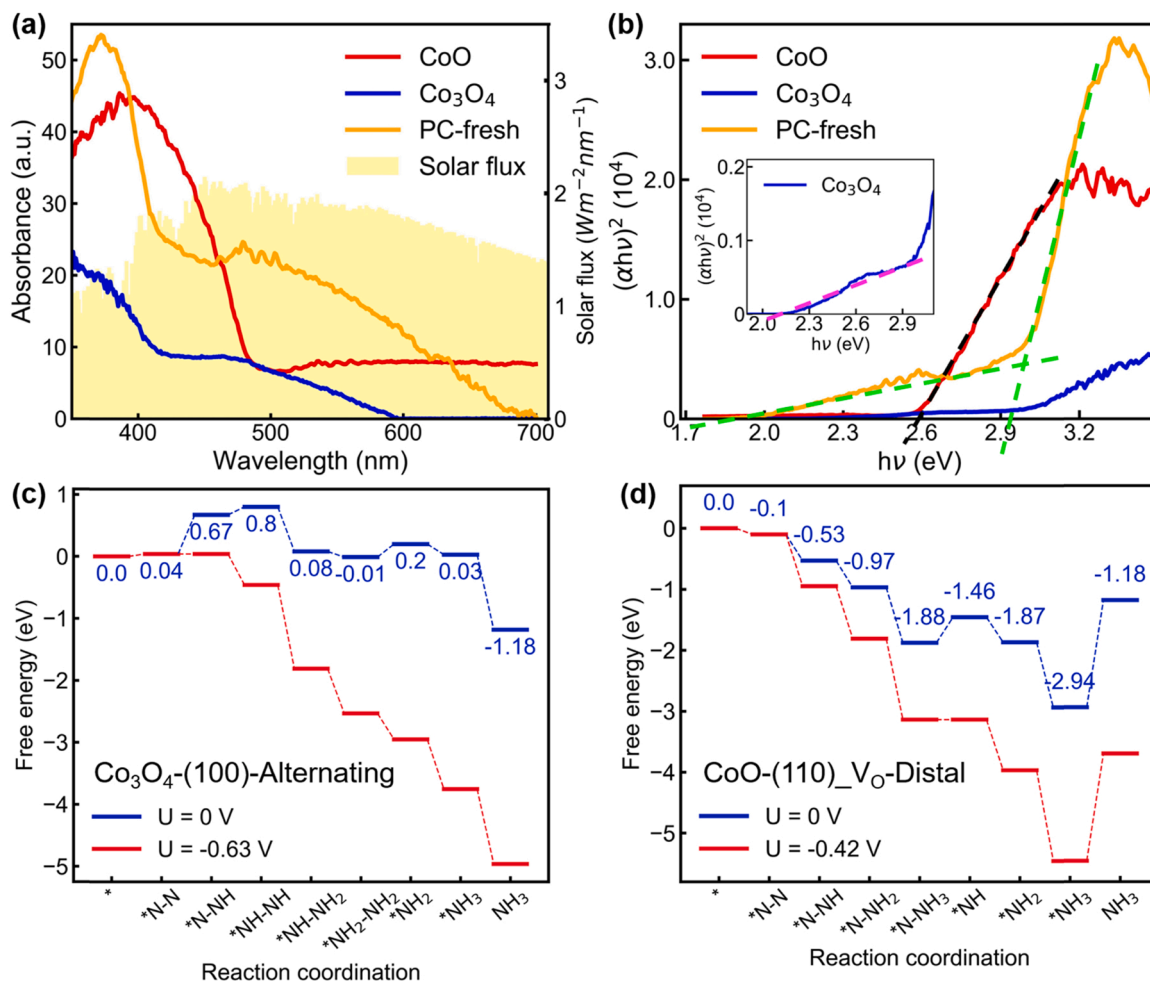 (a)
CoO
Co₃O₄
PC-fresh
Solar flux
Absorbance (a.u.)
50
40
30
20
10
0
3
2
1
0
Solar flux (Wm⁻²nm⁻¹)
400 500 600 700
Wavelength (nm)
(b)
CoO
Co₃O₄
PC-fresh
(αhν)² (10⁴)
3.0
2.0
1.0
0
1.7 2.0 2.3 2.6 2.9 3.2
hν (eV)
Co₃O₄
(αhν)² (10⁴)
0.2
0.1
0
2.0 2.3 2.6 2.9
hν (eV)
(c)
Free energy (eV)
1
0
−1
−2
−3
−4
−5
0.0 0.04 0.67 0.8 0.08 -0.01 0.2 0.03 -1.18
Co₃O₄-(100)-Alternating
U = 0 V
U = -0.63 V
* *N-N *N-NH *NH-NH *NH-NH₂ *NH₂-NH₂ *NH₂ *NH₃ NH₃
Reaction coordination
(d)
Free energy (eV)
0
−1
−2
−3
−4
−5
0.0 -0.1 -0.53 -0.97 -1.88 -1.46 -1.87 -2.94 -1.18
CoO-(110)_V_O-Distal
U = 0 V
U = -0.42 V
* *N-N *N-NH *N-NH₂ *N-NH₃ *NH *NH₂ *NH₃ NH₃
Reaction coordination